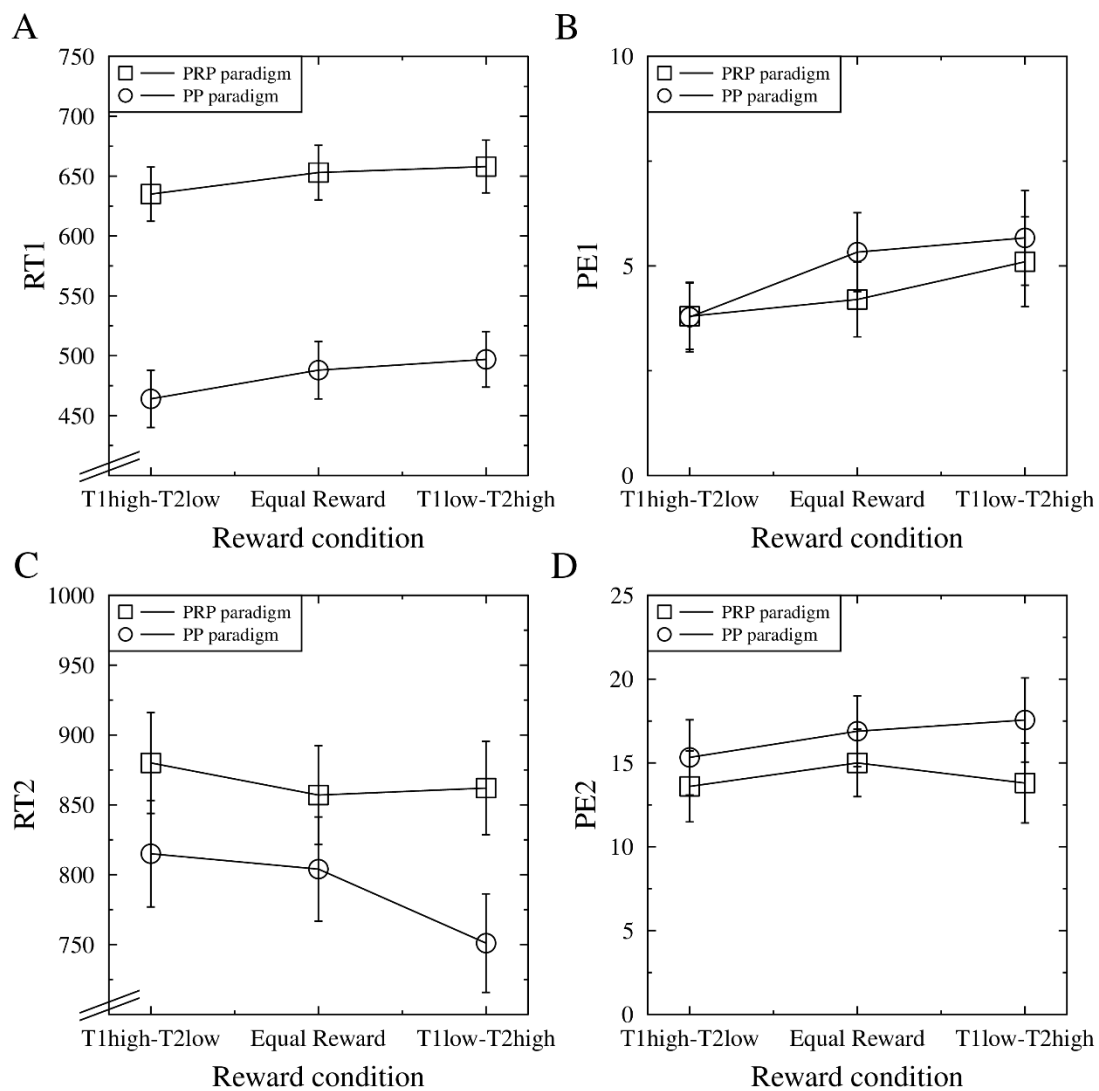 A
750
700
650
600
550
500
450
RT1
PRP paradigm
PP paradigm
T1high-T2low Equal Reward T1low-T2high
Reward condition
B
10
5
0
PE1
PRP paradigm
PP paradigm
T1high-T2low Equal Reward T1low-T2high
Reward condition
C
1000
950
900
850
800
750
RT2
PRP paradigm
PP paradigm
T1high-T2low Equal Reward T1low-T2high
Reward condition
D
25
20
15
10
5
0
PE2
PRP paradigm
PP paradigm
T1high-T2low Equal Reward T1low-T2high
Reward condition